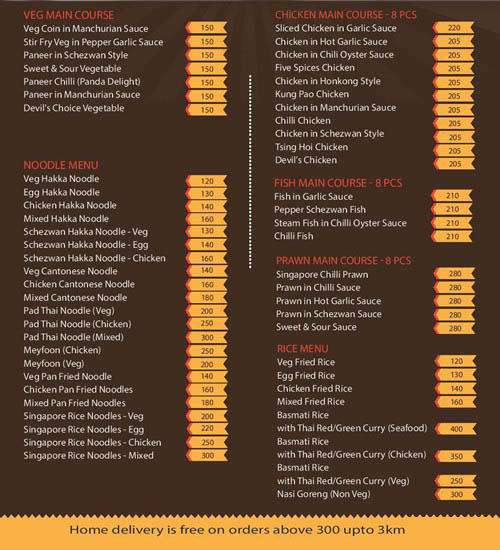 VEG MAIN COURSE
Veg Coin in Manchurian Sauce 150
Stir Fry Veg in Pepper Garlic Sauce 150
Paneer in Schezwan Style 150
Sweet & Sour Vegetable 150
Paneer Chilli (Panda Delight) 150
Paneer in Manchurian Sauce 150
Devil's Choice Vegetable 150
NOODLE MENU
Veg Hakka Noodle 120
Egg Hakka Noodle 130
Chicken Hakka Noodle 140
Mixed Hakka Noodle 160
Schezwan Hakka Noodle - Veg 130
Schezwan Hakka Noodle - Egg 140
Schezwan Hakka Noodle - Chicken 160
Veg Cantonese Noodle 140
Chicken Cantonese Noodle 160
Mixed Cantonese Noodle 180
Pad Thai Noodle (Veg) 200
Pad Thai Noodle (Chicken) 250
Pad Thai Noodle (Mixed) 300
Meyfoon (Chicken) 250
Meyfoon (Veg) 200
Veg Pan Fried Noodle 140
Chicken Pan Fried Noodles 160
Mixed Pan Fried Noodles 180
Singapore Rice Noodles - Veg 200
Singapore Rice Noodles - Egg 220
Singapore Rice Noodles - Chicken 250
Singapore Rice Noodles - Mixed 300
CHICKEN MAIN COURSE - 8 PCS
Sliced Chicken in Garlic Sauce 220
Chicken in Hot Garlic Sauce 205
Chicken in Chili Oyster Sauce 205
Five Spices Chicken 205
Chicken in Honkong Style 205
Kung Pao Chicken 205
Chicken in Manchurian Sauce 205
Chilli Chicken 205
Chicken in Schezwan Style 205
Tsing Hoi Chicken 205
Devil's Chicken 205
FISH MAIN COURSE - 8 PCS
Fish in Garlic Sauce 210
Pepper Schezwan Fish 210
Steam Fish in Chilli Oyster Sauce 210
Chilli Fish 210
PRAWN MAIN COURSE - 8 PCS
Singapore Chilli Prawn 280
Prawn in Chilli Sauce 280
Prawn in Hot Garlic Sauce 280
Prawn in Schezwan Sauce 280
Sweet & Sour Sauce 280
RICE MENU
Veg Fried Rice 120
Egg Fried Rice 130
Chicken Fried Rice 140
Mixed Fried Rice 160
Basmati Rice
with Thai Red/Green Curry (Seafood) 400
Basmati Rice
with Thai Red/Green Curry (Chicken) 350
Basmati Rice
with Thai Red/Green Curry (Veg) 250
Nasi Goreng (Non Veg) 300
Home delivery is free on orders above 300 upto 3km